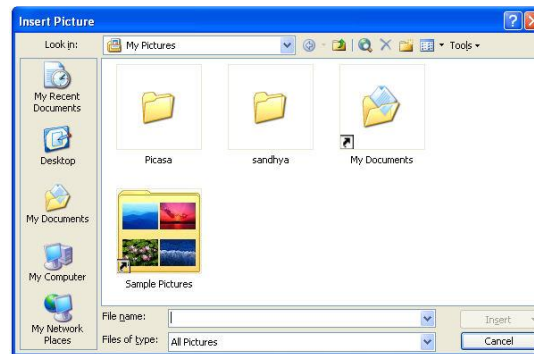 Insert Picture
Look in: My Pictures Tools
My Recent
Documents
Desktop
My Documents
My Computer
My Network
Places
Picasa sandhya My Documents
Sample Pictures
File name: Insert
Files of type: All Pictures Cancel